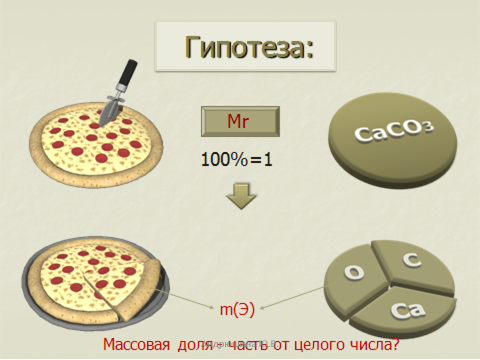 Гипотеза:
Mr
CaCO₃
100%=1
O
C
Ca
m(Э)
Массовая доля – часть от целого числа?